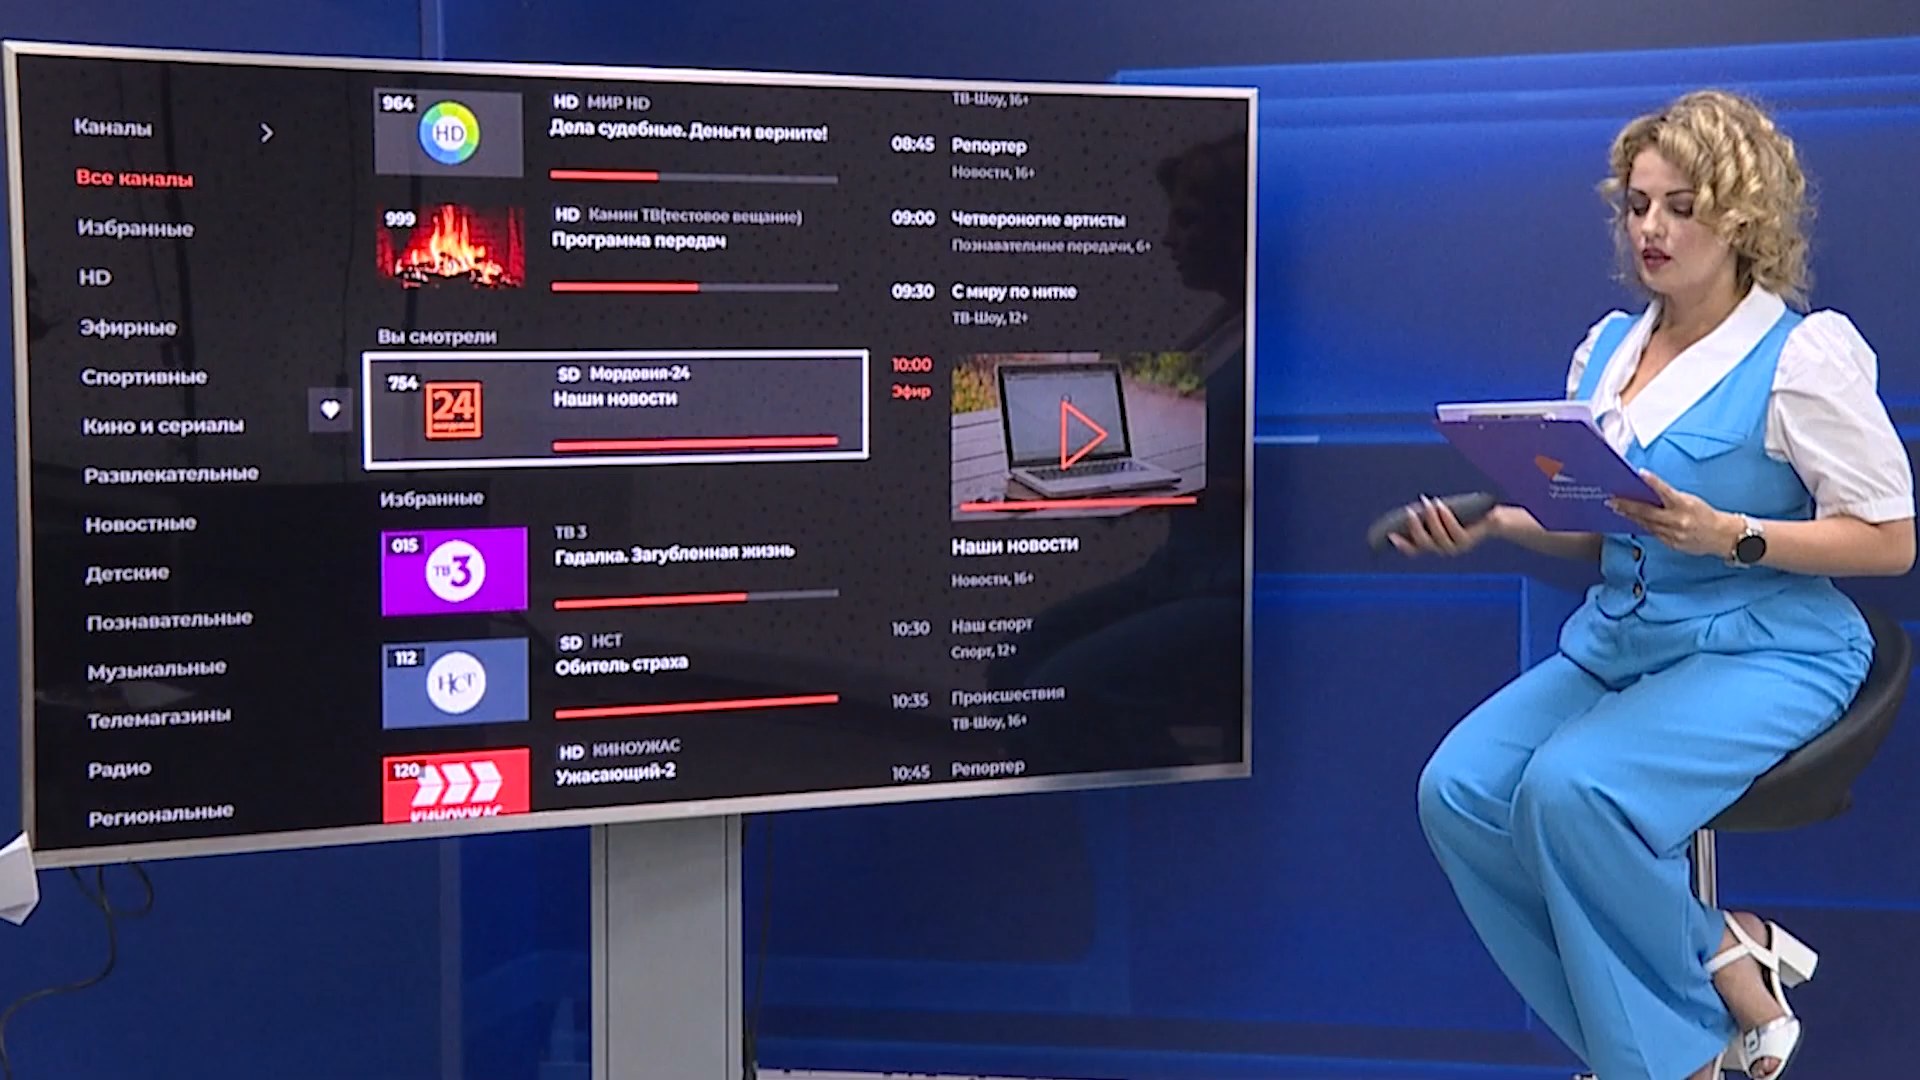 Каналы
Все каналы
Избранные
HD
Эфирные
Спортивные
Кино и сериалы
Развлекательные
Новостные
Детские
Познавательные
Музыкальные
Телемагазины
Радио
Региональные
964
HD
HD МИР HD
Дела судебные. Деньги верните!
999
HD Камин ТВ(тестовое вещание)
Программа передач
Вы смотрели
754
24
SD Мордовия-24
Наши новости
Избранные
015
ТВ 3
ТВ 3
Гадалка. Загубленная жизнь
112
НСТ
SD НСТ
Обитель страха
120
КИНОУЖАС
HD КИНОУЖАС
Ужасающий-2
ТВ-Шоу, 16+
08:45 Репортер
Новости, 16+
09:00 Четвероногие артисты
Познавательные передачи, 6+
09:30 С миру по нитке
ТВ-Шоу, 12+
10:00
Эфир
Наши новости
Новости, 16+
10:30 Наш спорт
Спорт, 12+
10:35 Происшествия
ТВ-Шоу, 16+
10:45 Репортер